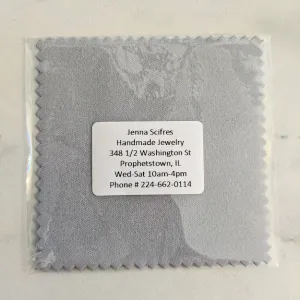 Jenna Scifres
Handmade Jewelry
348 1/2 Washington St
Prophetstown, IL
Wed-Sat 10am-4pm
Phone # 224-662-0114